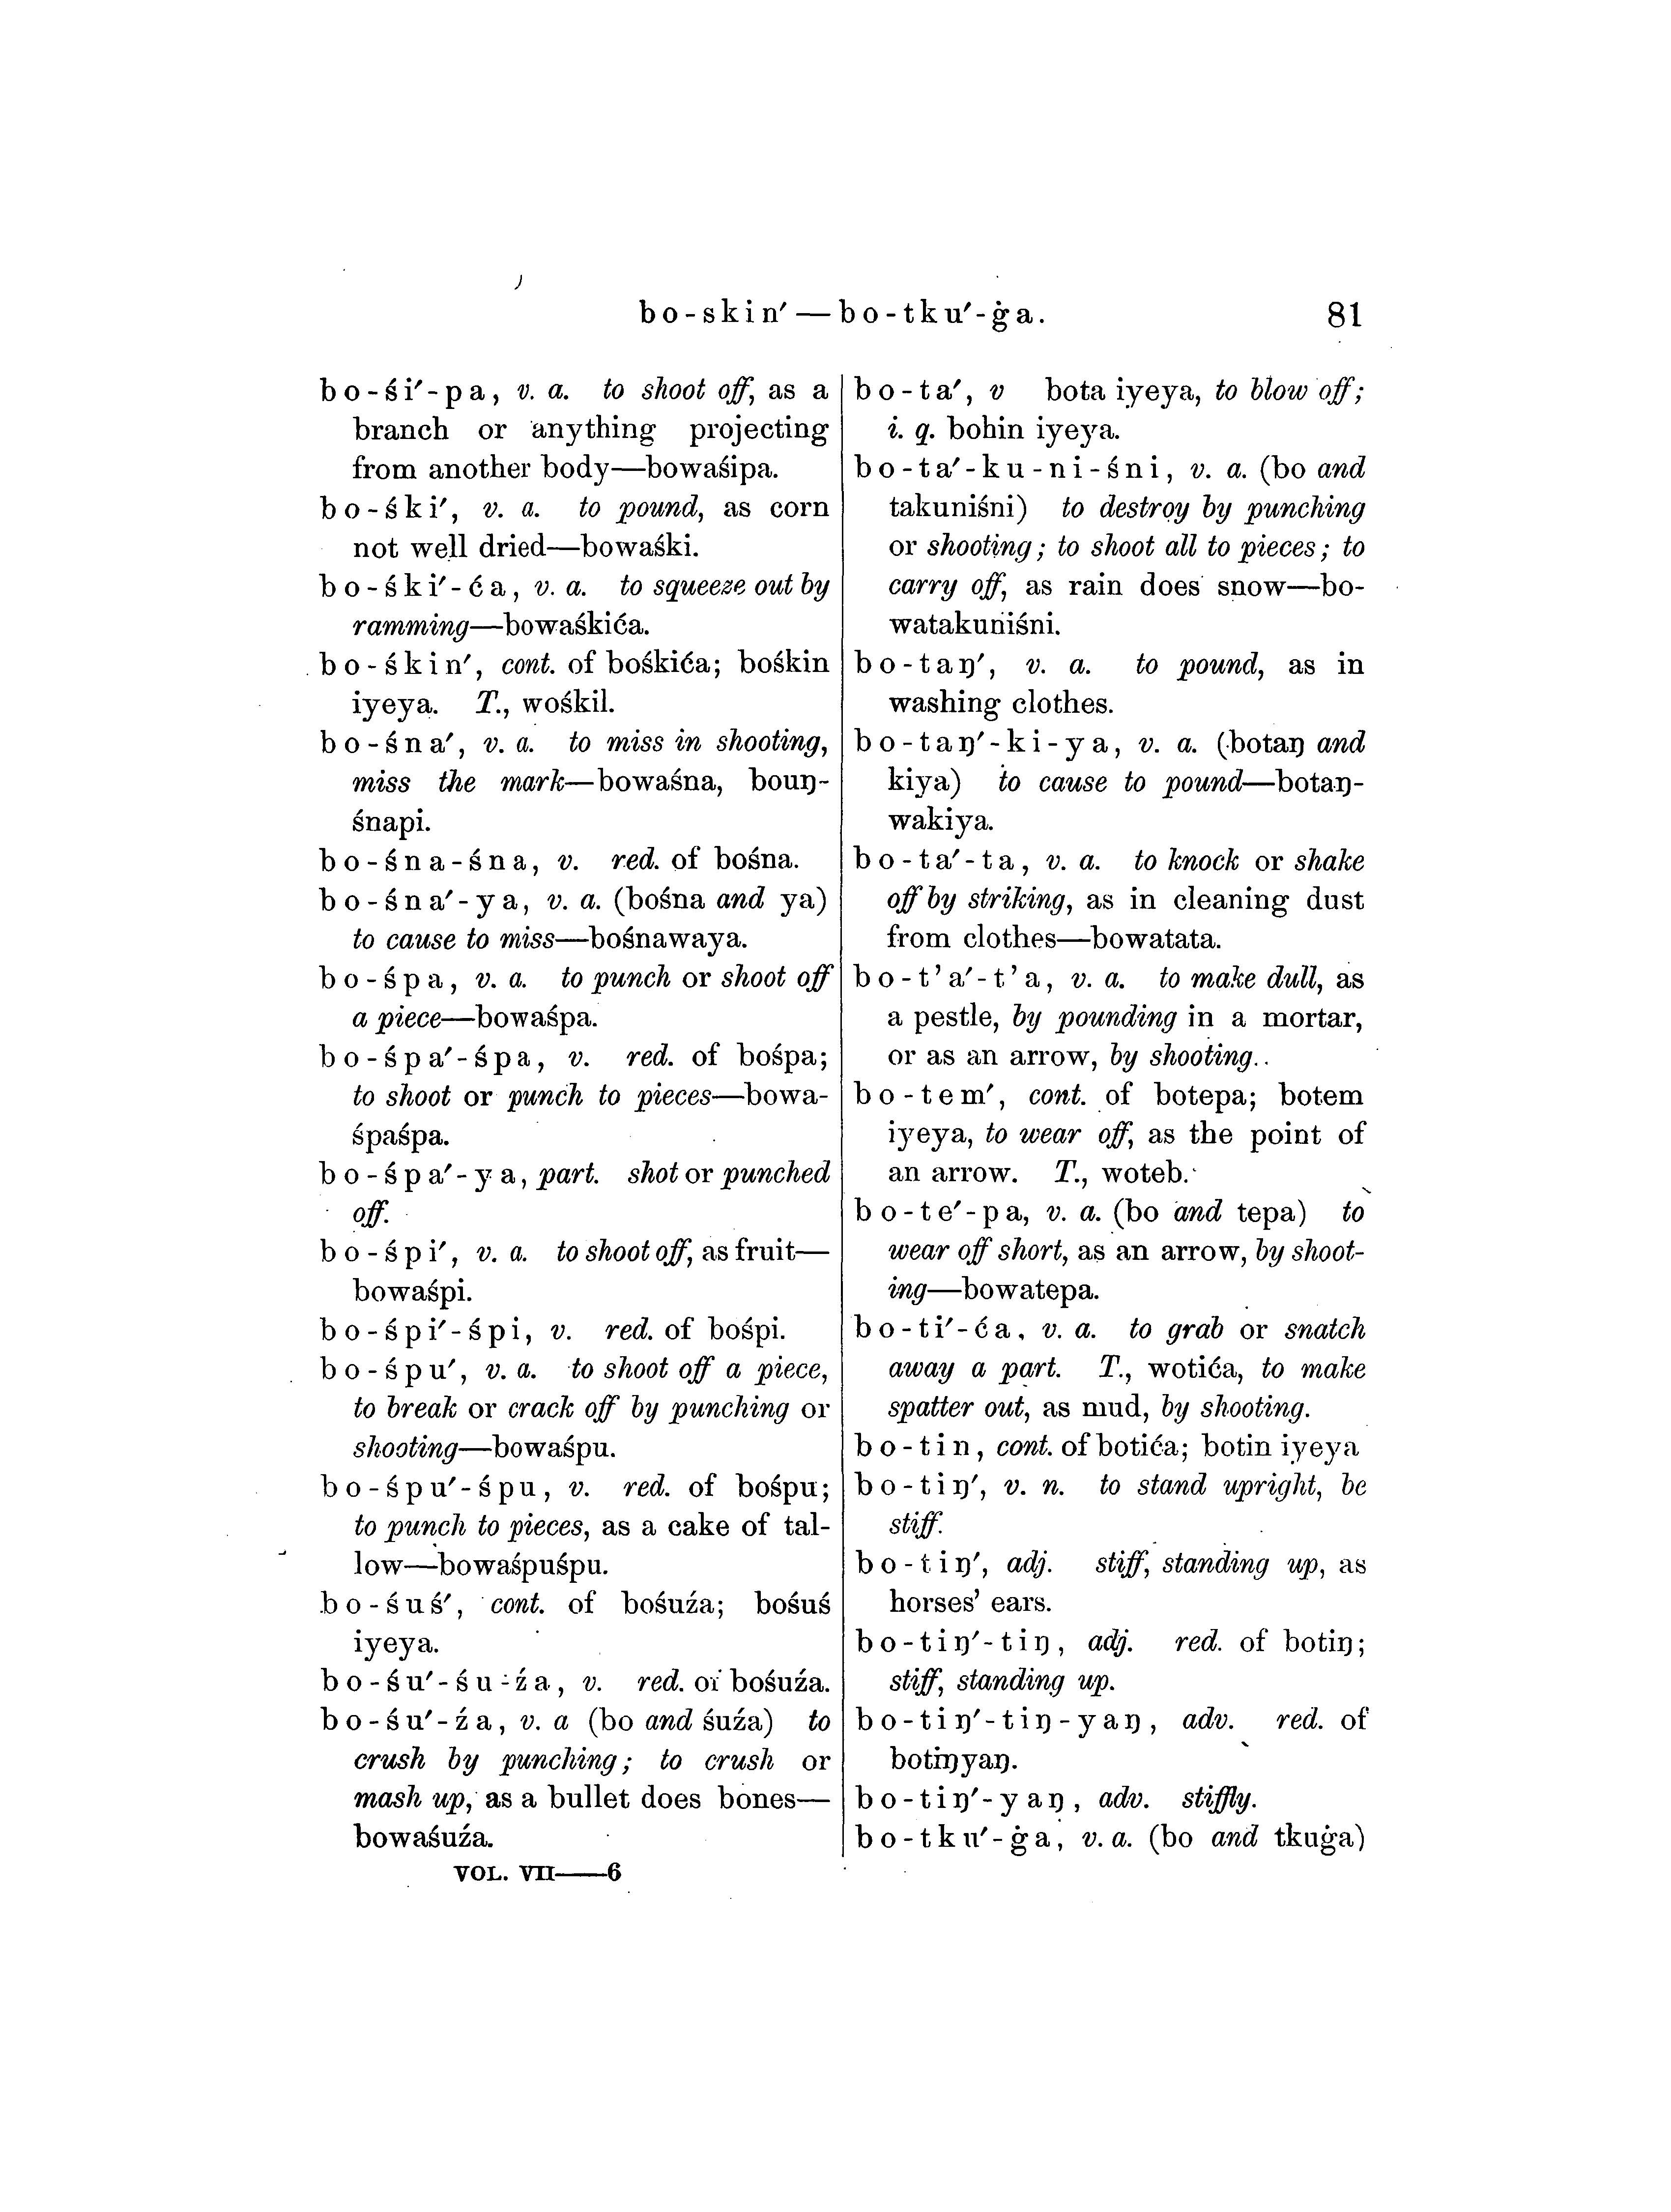 bo-skin′—bo-tku′-ġa. 81
bo-śi′-pa, v. a. to shoot off, as a
branch or anything projecting
from another body—bowaśipa.
bo-śki′, v. a. to pound, as corn
not well dried—bowaśki.
bo-śki′-ća, v. a. to squeeze out by
ramming—bowaśkića.
bo-śkin′, cont. of bośkića; bośkin
iyeya. T., wośkil.
bo-śna′, v. a. to miss in shooting,
miss the mark—bowaśna, bouŋ-
śnapi.
bo-śna-śna, v. red. of bośna.
bo-śna′-ya, v. a. (bośna and ya)
to cause to miss—bośnawaya.
bo-śpa, v. a. to punch or shoot off
a piece—bowaśpa.
bo-śpa′-śpa, v. red. of bośpa;
to shoot or punch to pieces—bowa-
śpaśpa.
bo-śpa′-ya, part. shot or punched
off.
bo-śpi′, v. a. to shoot off, as fruit—
bowaśpi.
bo-śpi′-śpi, v. red. of bośpi.
bo-śpu′, v. a. to shoot off a piece,
to break or crack off by punching or
shooting—bowaśpu.
bo-śpu′-śpu, v. red. of bośpu;
to punch to pieces, as a cake of tal-
low—bowaśpuśpu.
bo-śuś′, cont. of bośuźa; bośuś
iyeya.
bo-śu′-śu-źa, v. red. of bośuźa.
bo-śu′-źa, v. a (bo and śuźa) to
crush by punching; to crush or
mash up, as a bullet does bones—
bowaśuźa.
VOL. VII——6
bo-ta′, v bota iyeya, to blow off;
i. q. bohin iyeya.
bo-ta′-ku-ni-śni, v. a. (bo and
takuniśni) to destroy by punching
or shooting; to shoot all to pieces; to
carry off, as rain does snow—bo-
watakuniśni.
bo-taŋ′, v. a. to pound, as in
washing clothes.
bo-taŋ′-ki-ya, v. a. (botaŋ and
kiya) to cause to pound—botaŋ-
wakiya.
bo-ta′-ta, v. a. to knock or shake
off by striking, as in cleaning dust
from clothes—bowatata.
bo-t’a′-t’a, v. a. to make dull, as
a pestle, by pounding in a mortar,
or as an arrow, by shooting.
bo-tem′, cont. of botepa; botem
iyeya, to wear off, as the point of
an arrow. T., woteb.
bo-te′-pa, v. a. (bo and tepa) to
wear off short, as an arrow, by shoot-
ing—bowatepa.
bo-ti′-ća, v. a. to grab or snatch
away a part. T., wotića, to make
spatter out, as mud, by shooting.
bo-tin, cont. of botića; botin iyeya
bo-tiŋ′, v. n. to stand upright, be
stiff.
bo-tiŋ′, adj. stiff, standing up, as
horses’ ears.
bo-tiŋ′-tiŋ, adj. red. of botiŋ;
stiff, standing up.
bo-tiŋ′-tiŋ-yaŋ, adv. red. of
botiŋyaŋ.
bo-tiŋ′-yaŋ, adv. stiffly.
bo-tku′-ġa, v. a. (bo and tkuġa)